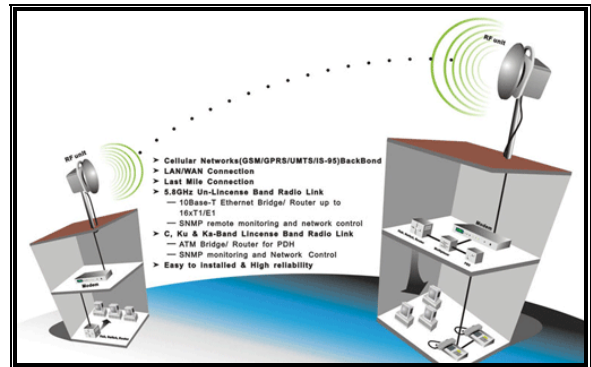 RF unit
RF unit
➤ Cellular Networks(GSM/GPRS/UMTS/IS-95)BackBond
➤ LAN/WAN Connection
➤ Last Mile Connection
➤ 5.8GHz Un-Lincense Band Radio Link
— 10Base-T Ethernet Bridge/ Router up to
16xT1/E1
— SNMP remote monitoring and network control
➤ C, Ku & Ka-Band Lincense Band Radio Link
— ATM Bridge/ Router for PDH
— SNMP monitoring and Network Control
➤ Easy to installed & High reliability
Modem
Modem
Hub, Switch, Router